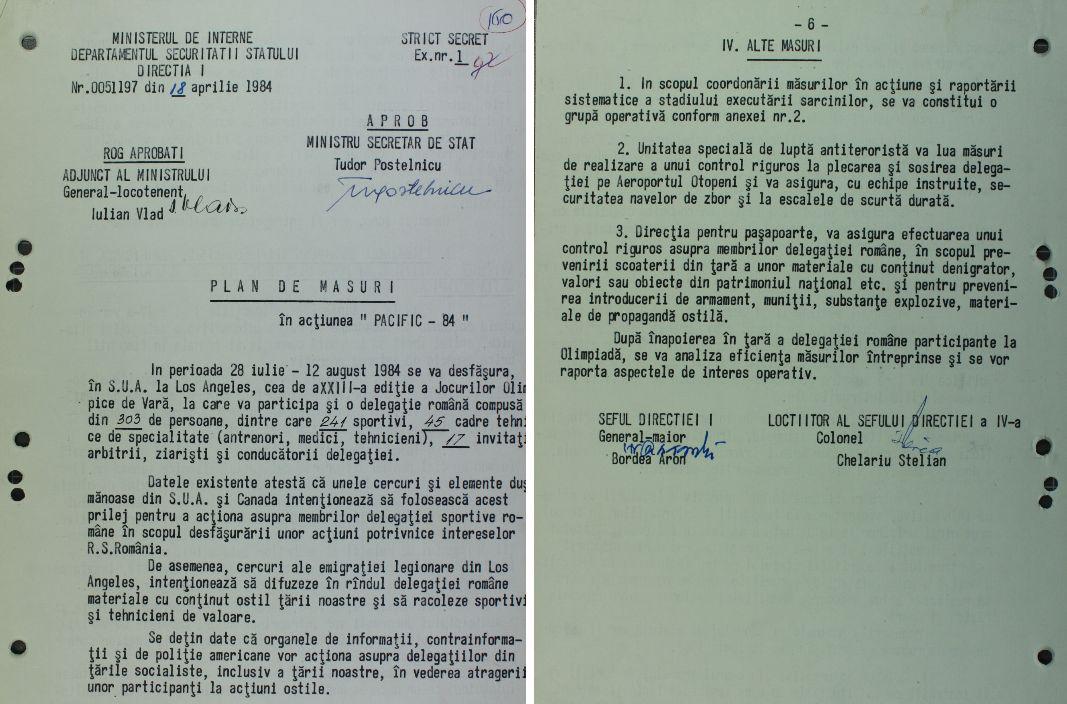 160
MINISTERUL DE INTERNE
DEPARTAMENTUL SECURITATII STATULUI
DIRECTIA I
Nr.0051197 din 18 aprilie 1984
STRICT SECRET
Ex.nr.1
A P R O B
MINISTRU SECRETAR DE STAT
Tudor Postelnicu
ROG APROBATI
ADJUNCT AL MINISTRULUI
General-locotenent
Iulian Vlad
P L A N  D E  M A S U R I
în acţiunea " PACIFIC - 84 "
In perioada 28 iulie - 12 august 1984 se va desfăşura,
în S.U.A. la Los Angeles, cea de aXXIII-a ediţie a Jocurilor Olim
pice de Vară, la care va participa şi o delegaţie română compusă
din 303 de persoane, dintre care 241 sportivi, 45 cadre tehni
ce de specialitate (antrenori, medici, tehnicieni), 17 invitaţi
arbitrii, ziarişti şi conducătorii delegaţiei.
Datele existente atestă că unele cercuri şi elemente duş
mănoase din S.U.A. şi Canada intenţionează să folosească acest
prilej pentru a acţiona asupra membrilor delegaţiei sportive ro-
mâne în scopul desfăşurării unor acţiuni potrivnice intereselor
R.S.România.
De asemenea, cercuri ale emigraţiei legionare din Los
Angeles, intenţionează să difuzeze în rîndul delegaţiei române
materiale cu conţinut ostil ţării noastre şi să racoleze sportivi
şi tehnicieni de valoare.
Se deţin date că organele de informaţii, contrainforma-
ţii şi de poliţie americane vor acţiona asupra delegaţiilor din
ţările socialiste, inclusiv a ţării noastre, în vederea atragerii
unor participanţi la acţiuni ostile.
- 6 -
IV. ALTE MASURI
1. In scopul coordonării măsurilor în acţiune şi raportării
sistematice a stadiului executării sarcinilor, se va constitui o
grupă operativă conform anexei nr.2.
2. Unitatea specială de luptă antiteroristă va lua măsuri
de realizare a unui control riguros la plecarea şi sosirea delega-
ţiei pe Aeroportul Otopeni şi va asigura, cu echipe instruite, se-
curitatea navelor de zbor şi la escalele de scurtă durată.
3. Direcţia pentru paşapoarte, va asigura efectuarea unui
control riguros asupra membrilor delegaţiei române, în scopul pre-
venirii scoaterii din ţară a unor materiale cu conţinut denigrator,
valori sau obiecte din patrimoniul naţional etc. şi pentru preveni-
rea introducerii de armament, muniţii, substanţe explozive, materi-
ale de propagandă ostilă.
După înapoierea în ţară a delegaţiei române participante la
Olimpiadă, se va analiza eficienţa măsurilor întreprinse şi se vor
raporta aspectele de interes operativ.
SEFUL DIRECTIEI I
General-maior
Bordea Aron
LOCTIITOR AL SEFULUI DIRECTIEI a IV-a
Colonel
Chelariu Stelian